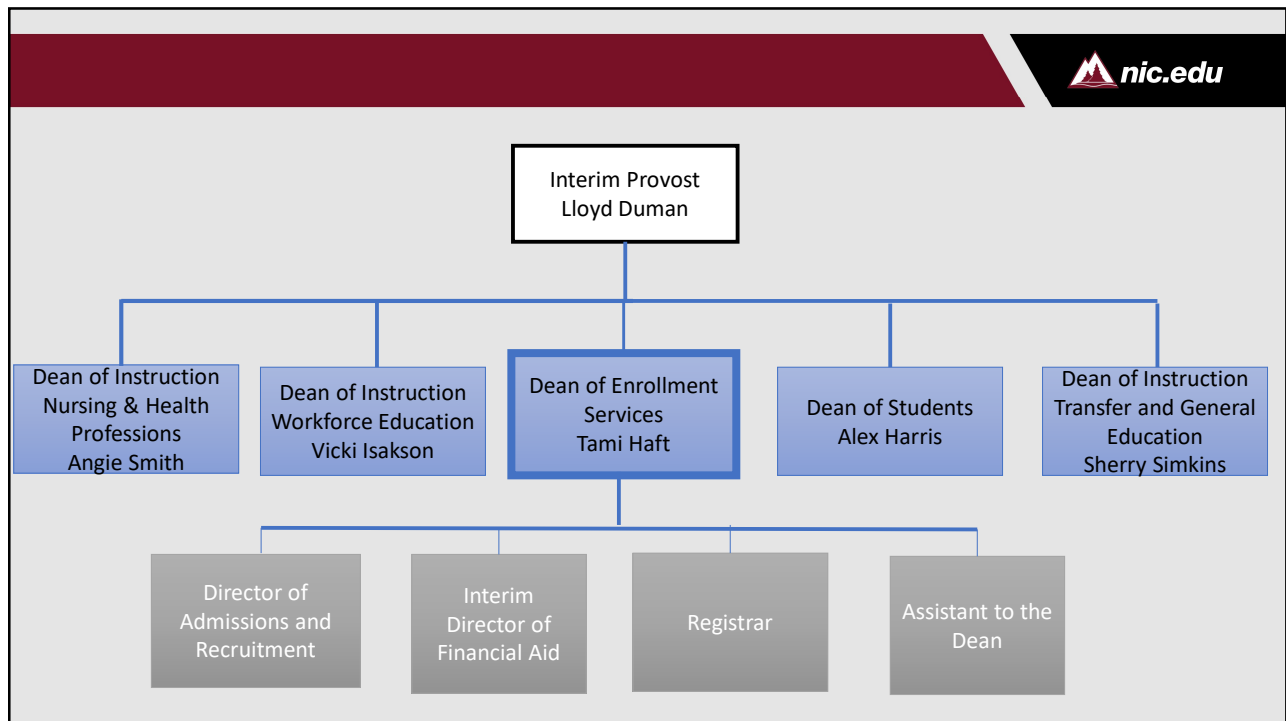 nic.edu
Interim Provost
Lloyd Duman
Dean of Instruction
Nursing & Health
Professions
Angie Smith
Dean of Instruction
Workforce Education
Vicki Isakson
Dean of Enrollment
Services
Tami Haft
Dean of Students
Alex Harris
Dean of Instruction
Transfer and General
Education
Sherry Simkins
Director of
Admissions and
Recruitment
Interim
Director of
Financial Aid
Registrar
Assistant to the
Dean